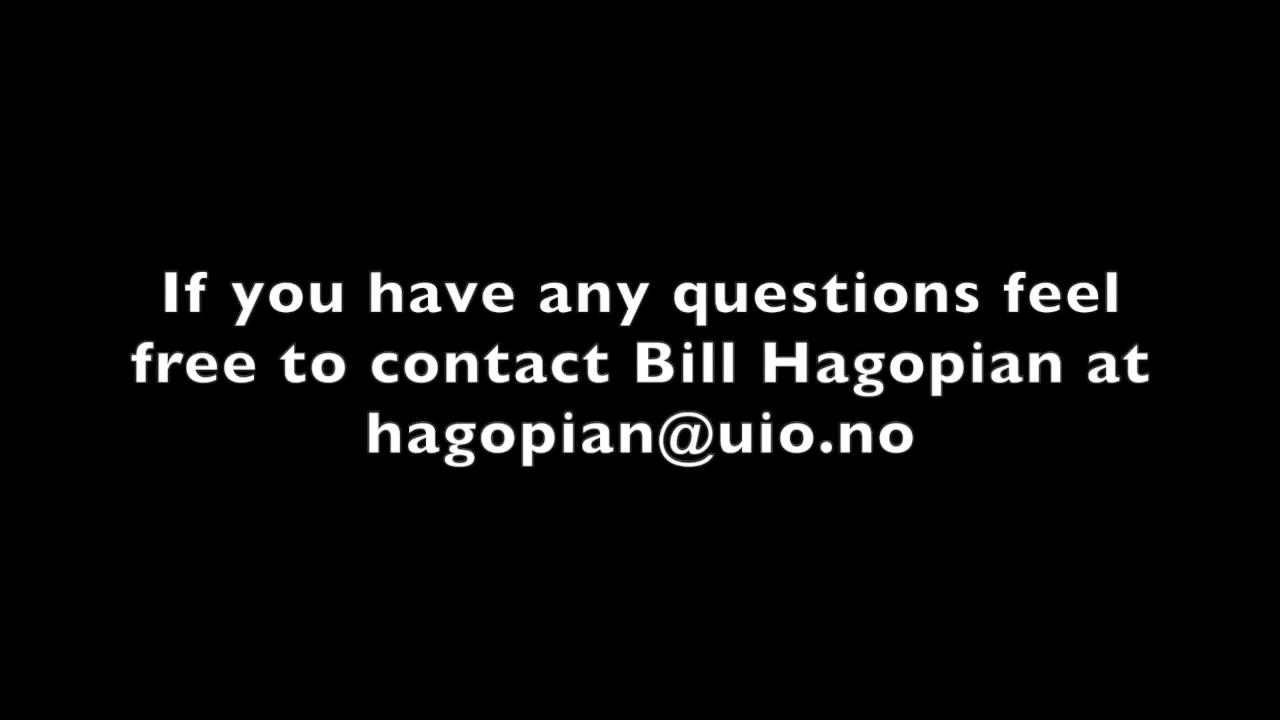 If you have any questions feel
free to contact Bill Hagopian at
hagopian@uio.no